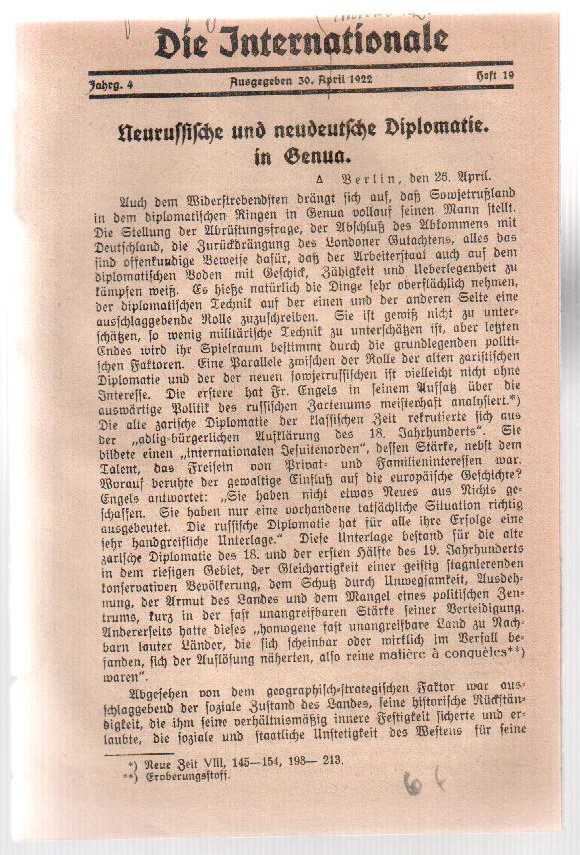 Die Internationale
Jahrg. 4 Ausgegeben 30. April 1922 Heft 19
Neurussische und neudeutsche Diplomatie.
in Genua.
Δ Berlin, den 26. April.
Auch dem Widerstrebendsten drängt sich auf, daß Sowjetrußland
in dem diplomatischen Ringen in Genua vollauf seinen Mann stellt.
Die Stellung der Abrüstungsfrage, der Abschluß des Abkommens mit
Deutschland, die Zurückdrängung des Londoner Gutachtens, alles das
sind offenkundige Beweise dafür, daß der Arbeiterstaat auch auf dem
diplomatischen Boden mit Geschick, Zähigkeit und Ueberlegenheit zu
kämpfen weiß. Es hieße natürlich die Dinge sehr oberflächlich nehmen,
der diplomatischen Technik auf der einen und der anderen Seite eine
ausschlaggebende Rolle zuzuschreiben. Sie ist gewiß nicht zu unter-
schätzen, so wenig militärische Technik zu unterschätzen ist, aber letzten
Endes wird ihr Spielraum bestimmt durch die grundlegenden politi-
schen Faktoren. Eine Parallele zwischen der Rolle der alten zaristischen
Diplomatie und der der neuen sowjetrussischen ist vielleicht nicht ohne
Interesse. Die erstere hat Fr. Engels in seinem Aufsatz über die
auswärtige Politik des russischen Zartenums meisterhaft analysiert.*)
Die alte zarische Diplomatie der klassischen Zeit rekrutierte sich aus
der „adlig-bürgerlichen Aufklärung des 18. Jahrhunderts“. Sie
bildete einen „internationalen Jesuitenorden“, dessen Stärke, nebst dem
Talent, das Freisein von Privat- und Familieninteressen war.
Worauf beruhte der gewaltige Einfluß auf die europäische Geschichte?
Engels antwortet: „Sie haben nicht etwas Neues aus Nichts ge-
schaffen. Sie haben nur eine vorhandene tatsächliche Situation richtig
ausgebeutet. Die russische Diplomatie hat für alle ihre Erfolge eine
sehr handgreifliche Unterlage.“ Diese Unterlage bestand für die alte
zarische Diplomatie des 18. und der ersten Hälfte des 19. Jahrhunderts
in dem riesigen Gebiet, der Gleichartigkeit einer geistig stagnierenden
konservativen Bevölkerung, dem Schutz durch Unwegsamkeit, Ausdeh-
nung, der Armut des Landes und dem Mangel eines politischen Zen-
trums, kurz in der fast unangreifbaren Stärke seiner Verteidigung.
Andererseits hatte dieses „homogene fast unangreifbare Land zu Nach-
barn lauter Länder, die sich scheinbar oder wirklich im Verfall be-
fanden, sich der Auflösung näherten, also reine matière à conquêtes**)
waren“.
Abgesehen von dem geographisch-strategischen Faktor war aus-
schlaggebend der soziale Zustand des Landes, seine historische Rückstän-
digkeit, die ihm seine verhältnismäßig innere Festigkeit sicherte und er-
laubte, die soziale und staatliche Unstetigkeit des Westens für seine
*) Neue Zeit VIII, 145—154, 193— 213.
**) Eroberungsstoff.